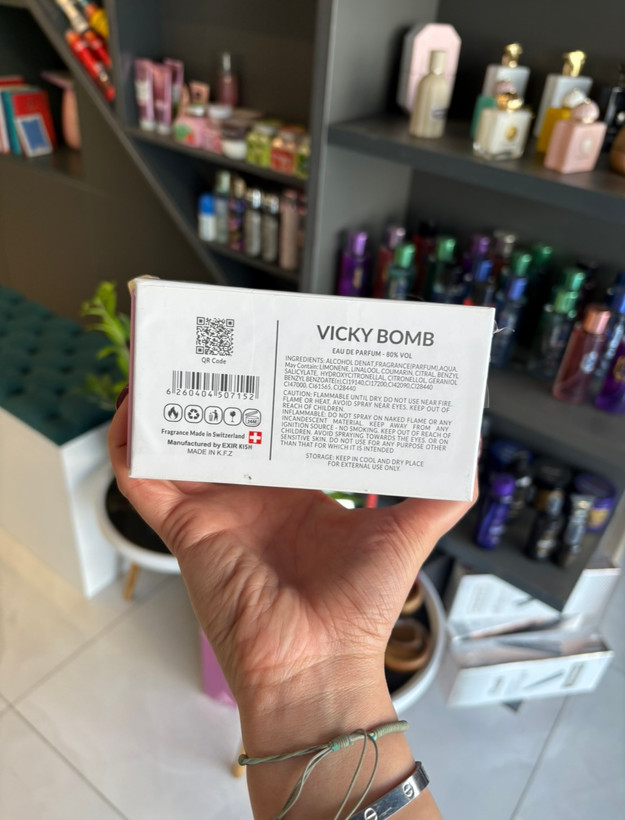 QR Code
6 260404 507152
24M
Fragrance Made in Switzerland
Manufactured by EXIR KISH
MADE IN K.F.Z
VICKY BOMB
EAU DE PARFUM - 80% VOL
INGREDIENTS: ALCOHOL DENAT,FRAGRANCE(PARFUM),AQUA,
May Contain: LIMONENE, LINALOOL, COUMARIN, CITRAL, BENZYL
SALICYLATE, HYDROXYCITRONELLAL, CITRONELLOL, GERANIOL
BENZYL BENZOATE(±),CI19140,CI17200,CI42090,CI28440
CI47000, CI61565, CI28440
CAUTION: FLAMMABLE UNTIL DRY. DO NOT USE NEAR FIRE,
FLAME OR HEAT. AVOID SPRAY NEAR EYES. KEEP OUT OF
REACH OF CHILDREN.
INFLAMMABLE: DO NOT SPRAY ON NAKED FLAME OR ANY
INCANDESCENT MATERIAL KEEP AWAY FROM ANY
IGNITION SOURCE - NO SMOKING. KEEP OUT OF REACH OF
CHILDREN. AVOID SPRAYING TOWARDS THE EYES, OR ON
SENSITIVE SKIN. DO NOT USE FOR ANY PURPOSE OTHER
THAN THAT FOR WHICH IT IS INTENDED.
STORAGE: KEEP IN COOL AND DRY PLACE
FOR EXTERNAL USE ONLY.